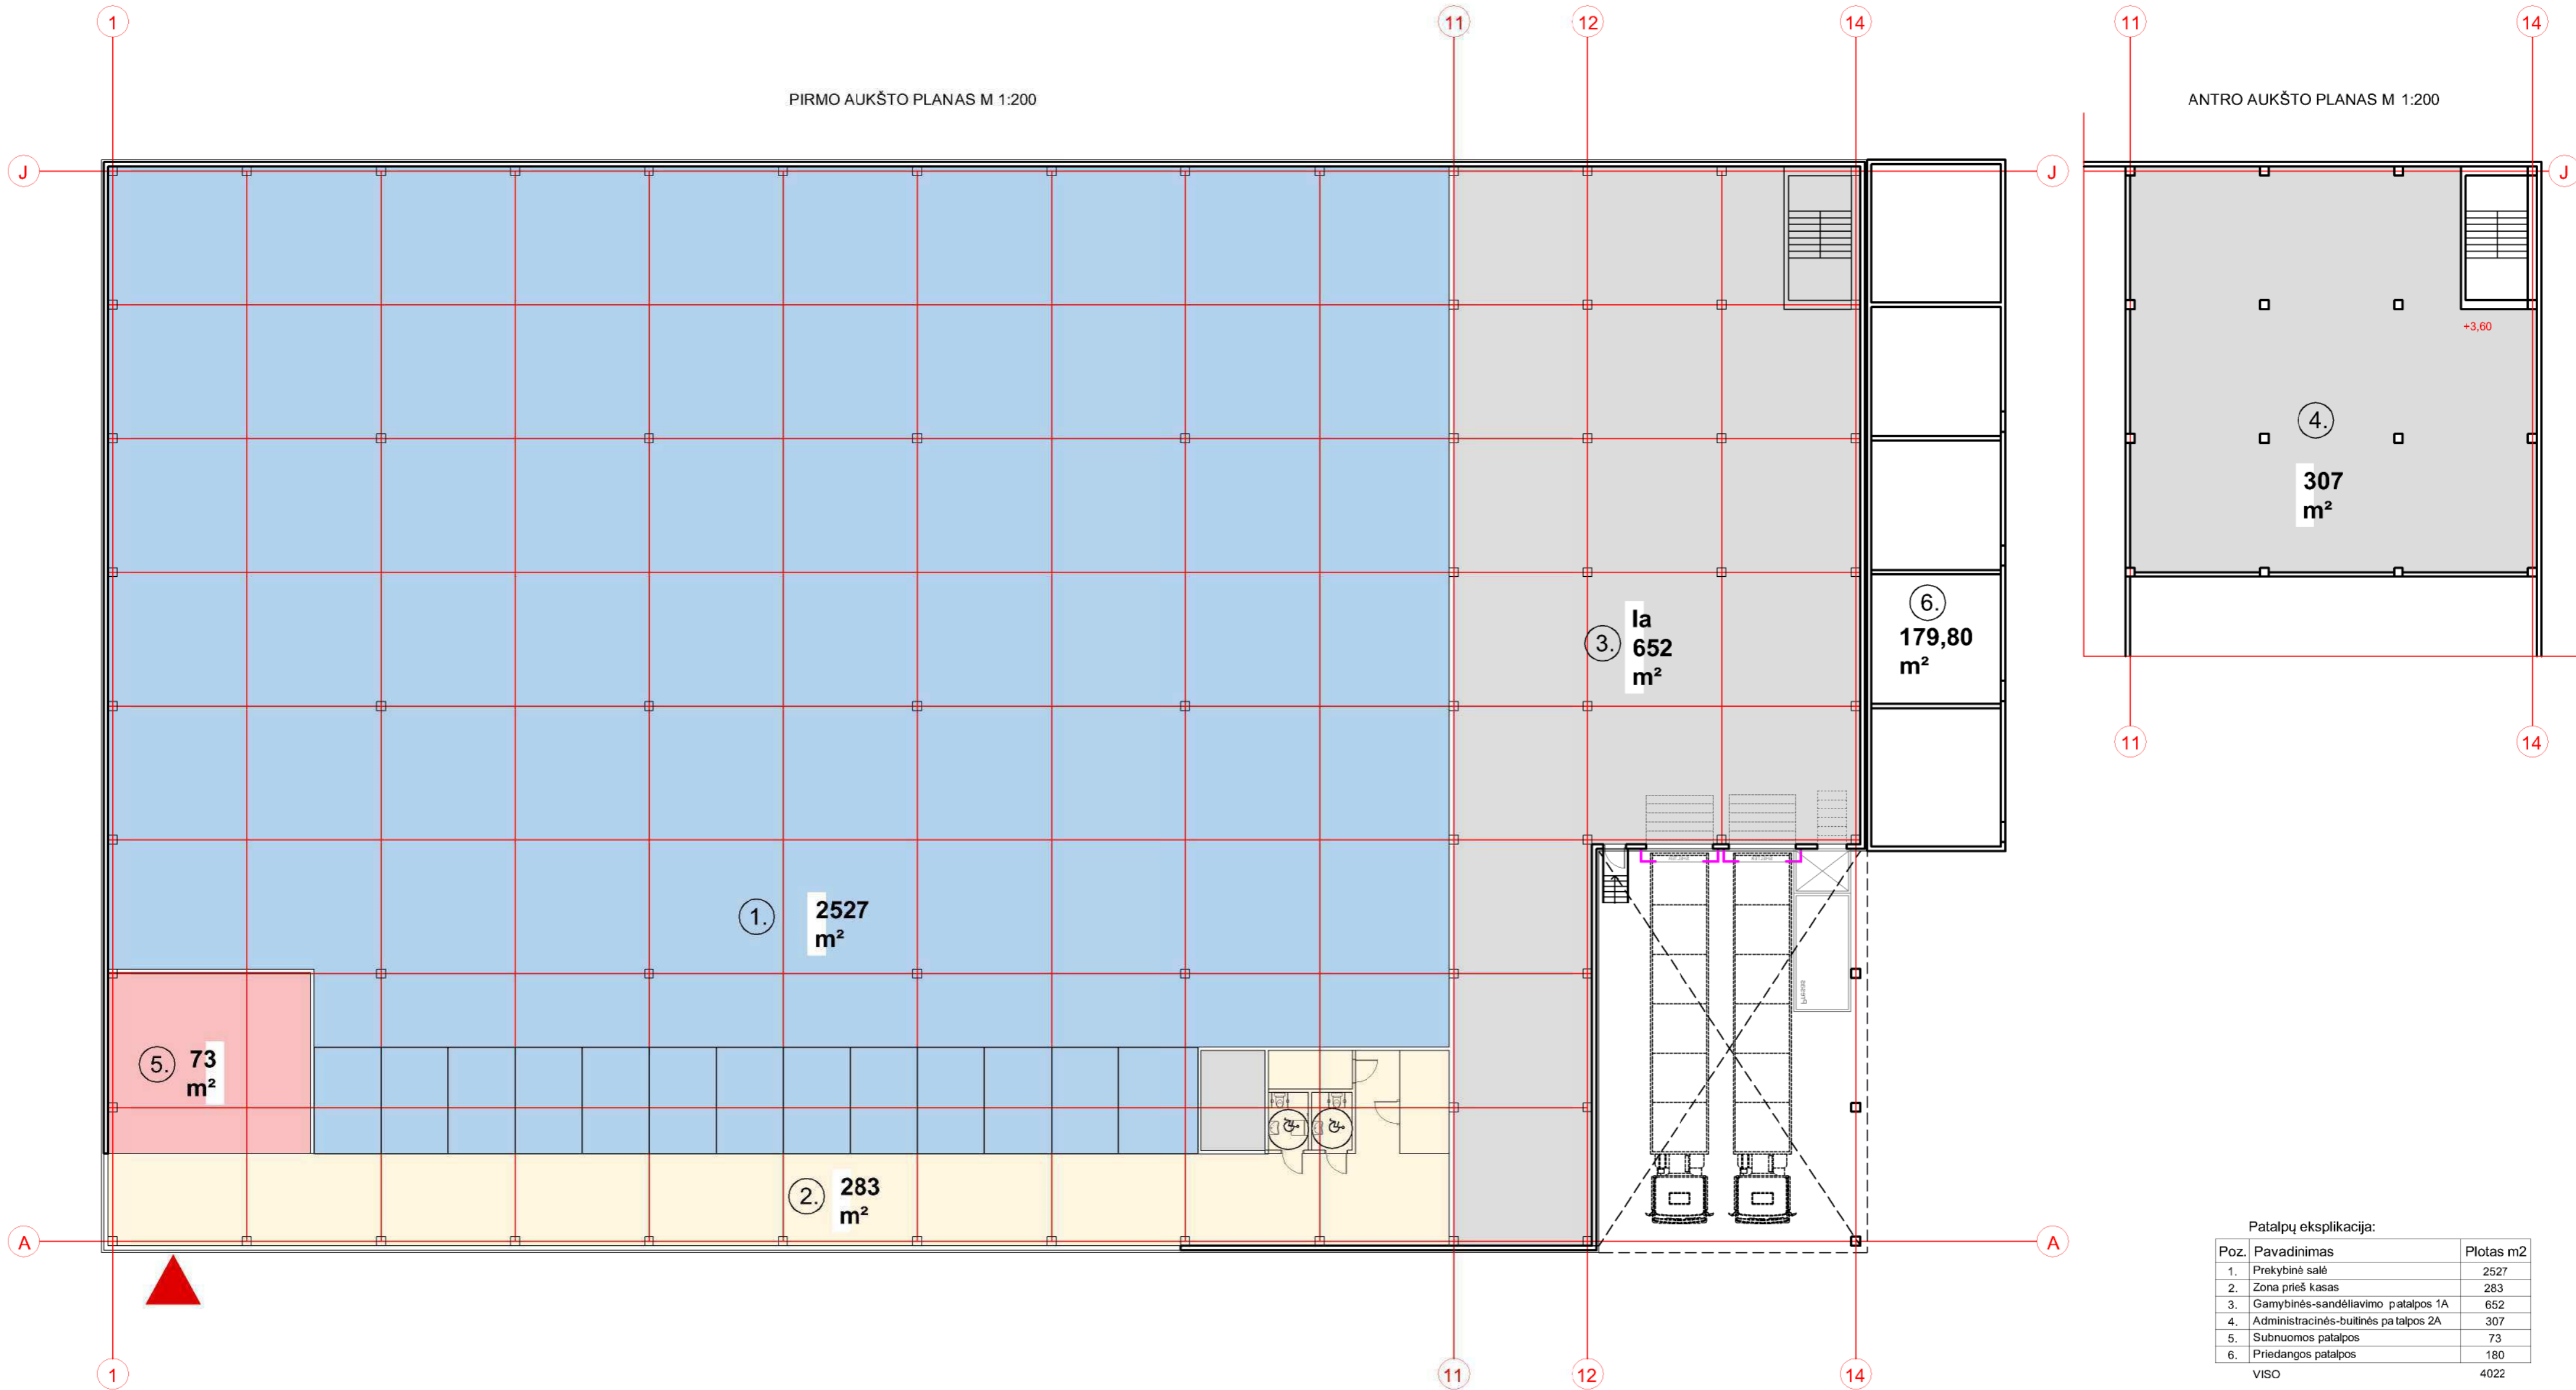 1
11
12
14
11
14
PIRMO AUKŠTO PLANAS M 1:200
ANTRO AUKŠTO PLANAS M 1:200
J
J
J
+3,60
4.
307
m²
6.
179,80
m²
Ia
3.
652
m²
11
14
1.
2527
m²
5.
73
m²
2.
283
m²
A
A
Patalpų eksplikacija:
Poz. Pavadinimas Plotas m2
1. Prekybinė salė 2527
2. Zona prieš kasas 283
3. Gamybinės-sandėliavimo patalpos 1A 652
4. Administracinės-buitinės patalpos 2A 307
5. Subnuomos patalpos 73
6. Priedangos patalpos 180
VISO 4022
1
11
12
14